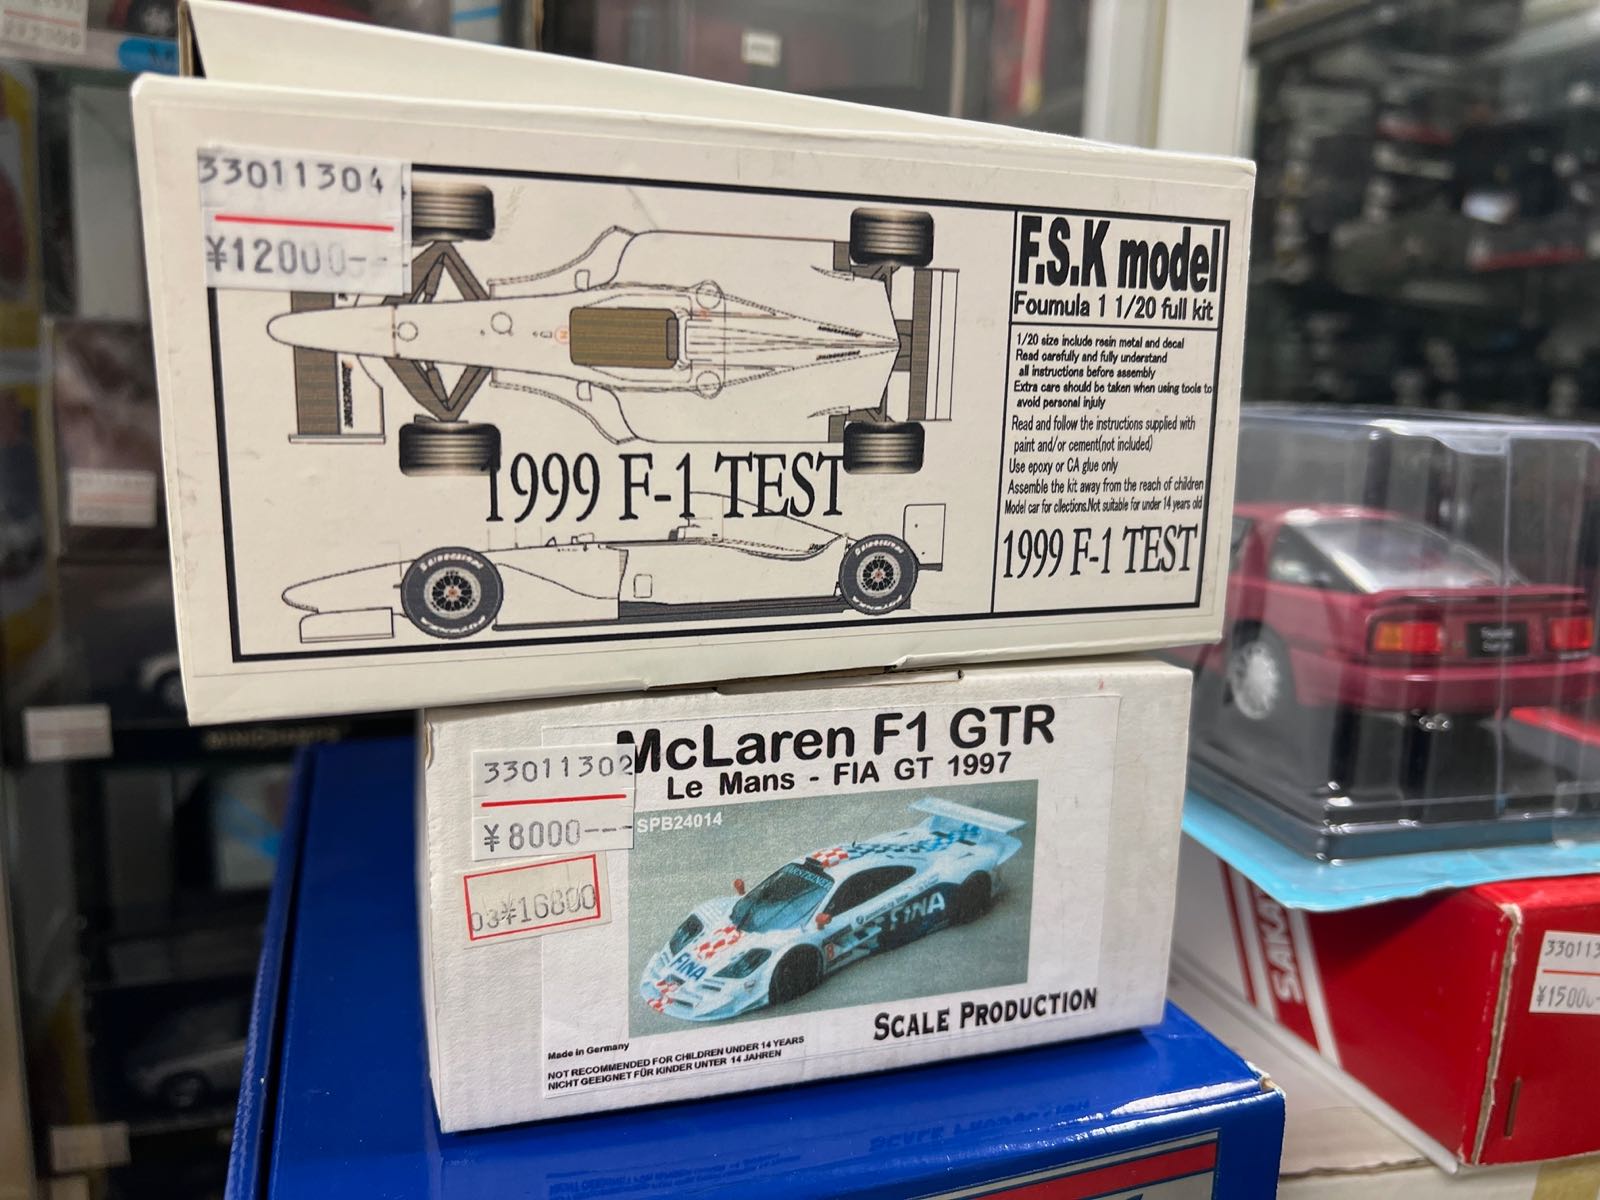 33011304
¥12000--
F.S.K model
Foumula 1 1/20 full kit
1/20 size include resin metal and decal
Read carefully and fully understand
all instructions before assembly
Extra care should be taken when using tools to
avoid personal injuly
Read and follow the instructions supplied with
paint and/or cement(not included)
Use epoxy or CA glue only
Assemble the kit away from the reach of children
Model car for cllections.Not suitable for under 14 years old
1999 F-1 TEST
1999 F-1 TEST
McLaren F1 GTR
Le Mans - FIA GT 1997
33011302
¥8000---
03¥16800
SPB24014
FINA
FINA
SCALE PRODUCTION
Made in Germany
NOT RECOMMENDED FOR CHILDREN UNDER 14 YEARS
NICHT GEEIGNET FÜR KINDER UNTER 14 JAHREN
MINICHAMPS
SAKA
330113
¥1500